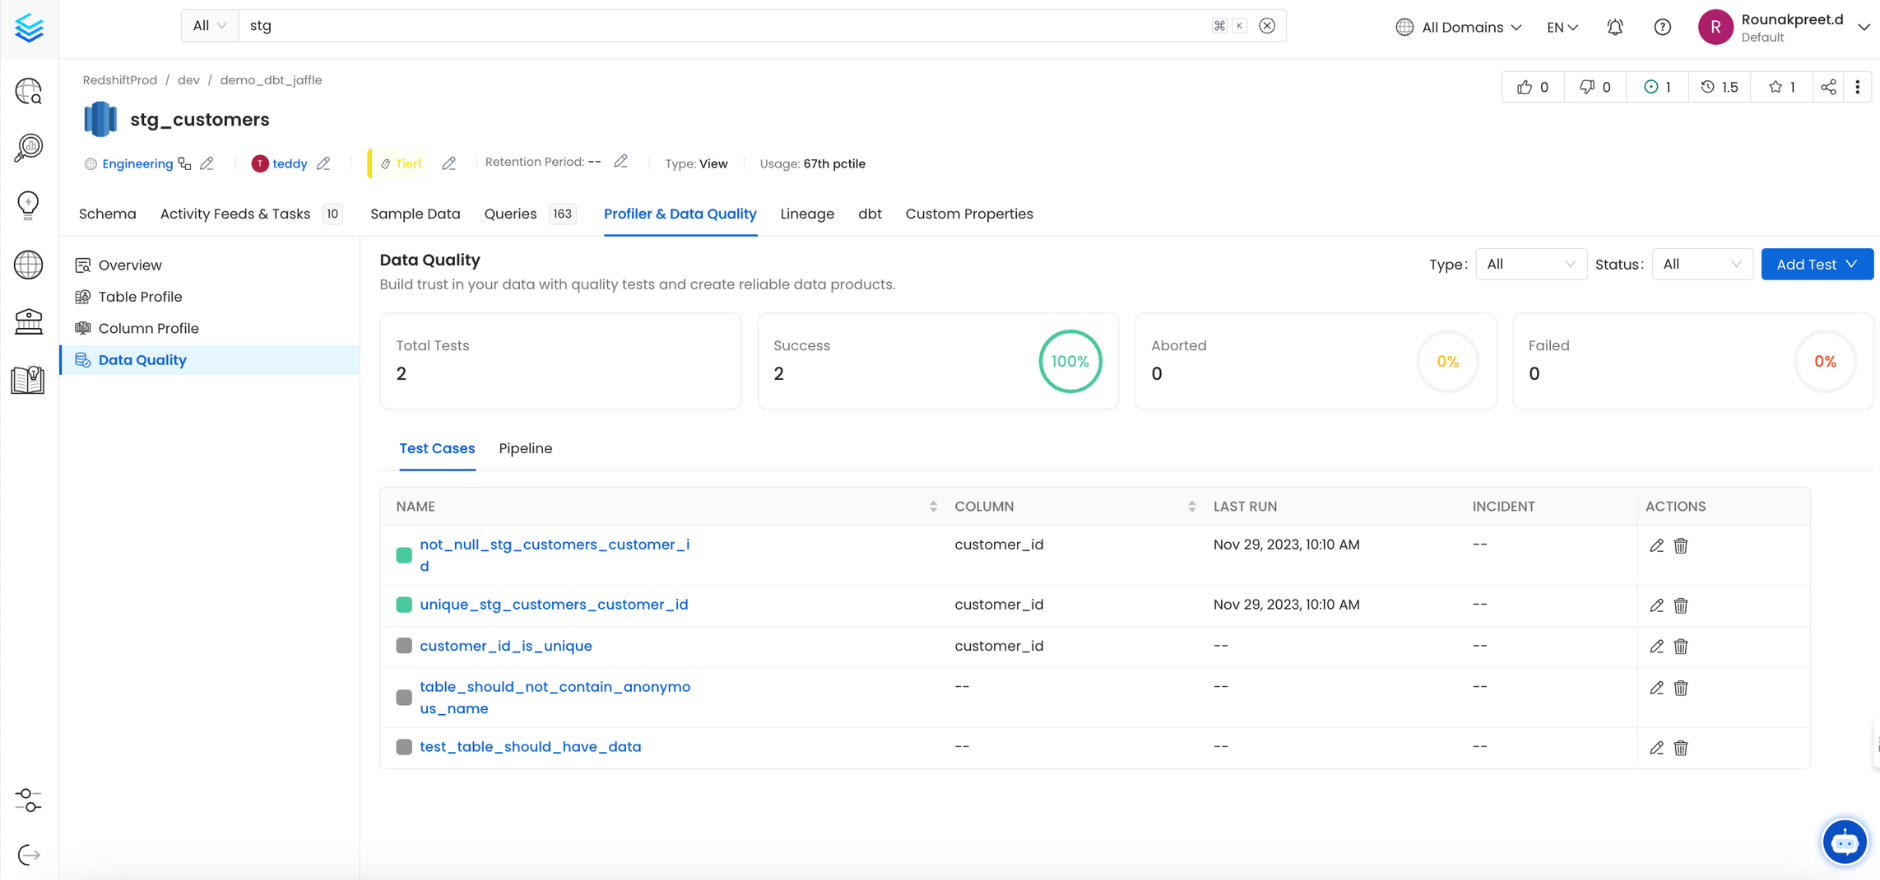 All
stg
⌘ K
All Domains
EN
R
Rounakpreet.d
Default
RedshiftProd / dev / demo_dbt_jaffle
0
0
1
1.5
1
stg_customers
Engineering
T
teddy
Tier1
Retention Period: --
Type: View
Usage: 67th pctile
Schema
Activity Feeds & Tasks 10
Sample Data
Queries 163
Profiler & Data Quality
Lineage
dbt
Custom Properties
Overview
Table Profile
Column Profile
Data Quality
Data Quality
Build trust in your data with quality tests and create reliable data products.
Type: All
Status: All
Add Test
Total Tests
2
Success
2
100%
Aborted
0
0%
Failed
0
0%
Test Cases
Pipeline
NAME COLUMN LAST RUN INCIDENT ACTIONS
not_null_stg_customers_customer_i customer_id Nov 29, 2023, 10:10 AM --
d
unique_stg_customers_customer_id customer_id Nov 29, 2023, 10:10 AM --
customer_id_is_unique customer_id -- --
table_should_not_contain_anonymo -- -- --
us_name
test_table_should_have_data -- -- --